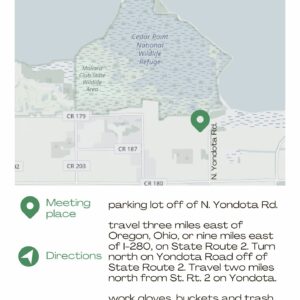 Cedar Point
National
Wildlife
Refuge
Mallard
Club State
Wildlife
Area
CR 179
CR 187
CR 203
CR 180
N. Yondota Rd.
Meeting
place
parking lot off of N. Yondota Rd.
Directions
travel three miles east of
Oregon, Ohio, or nine miles east
of I-280, on State Route 2. Turn
north on Yondota Road off of
State Route 2. Travel two miles
north from St. Rt. 2 on Yondota.
work gloves, buckets and trash